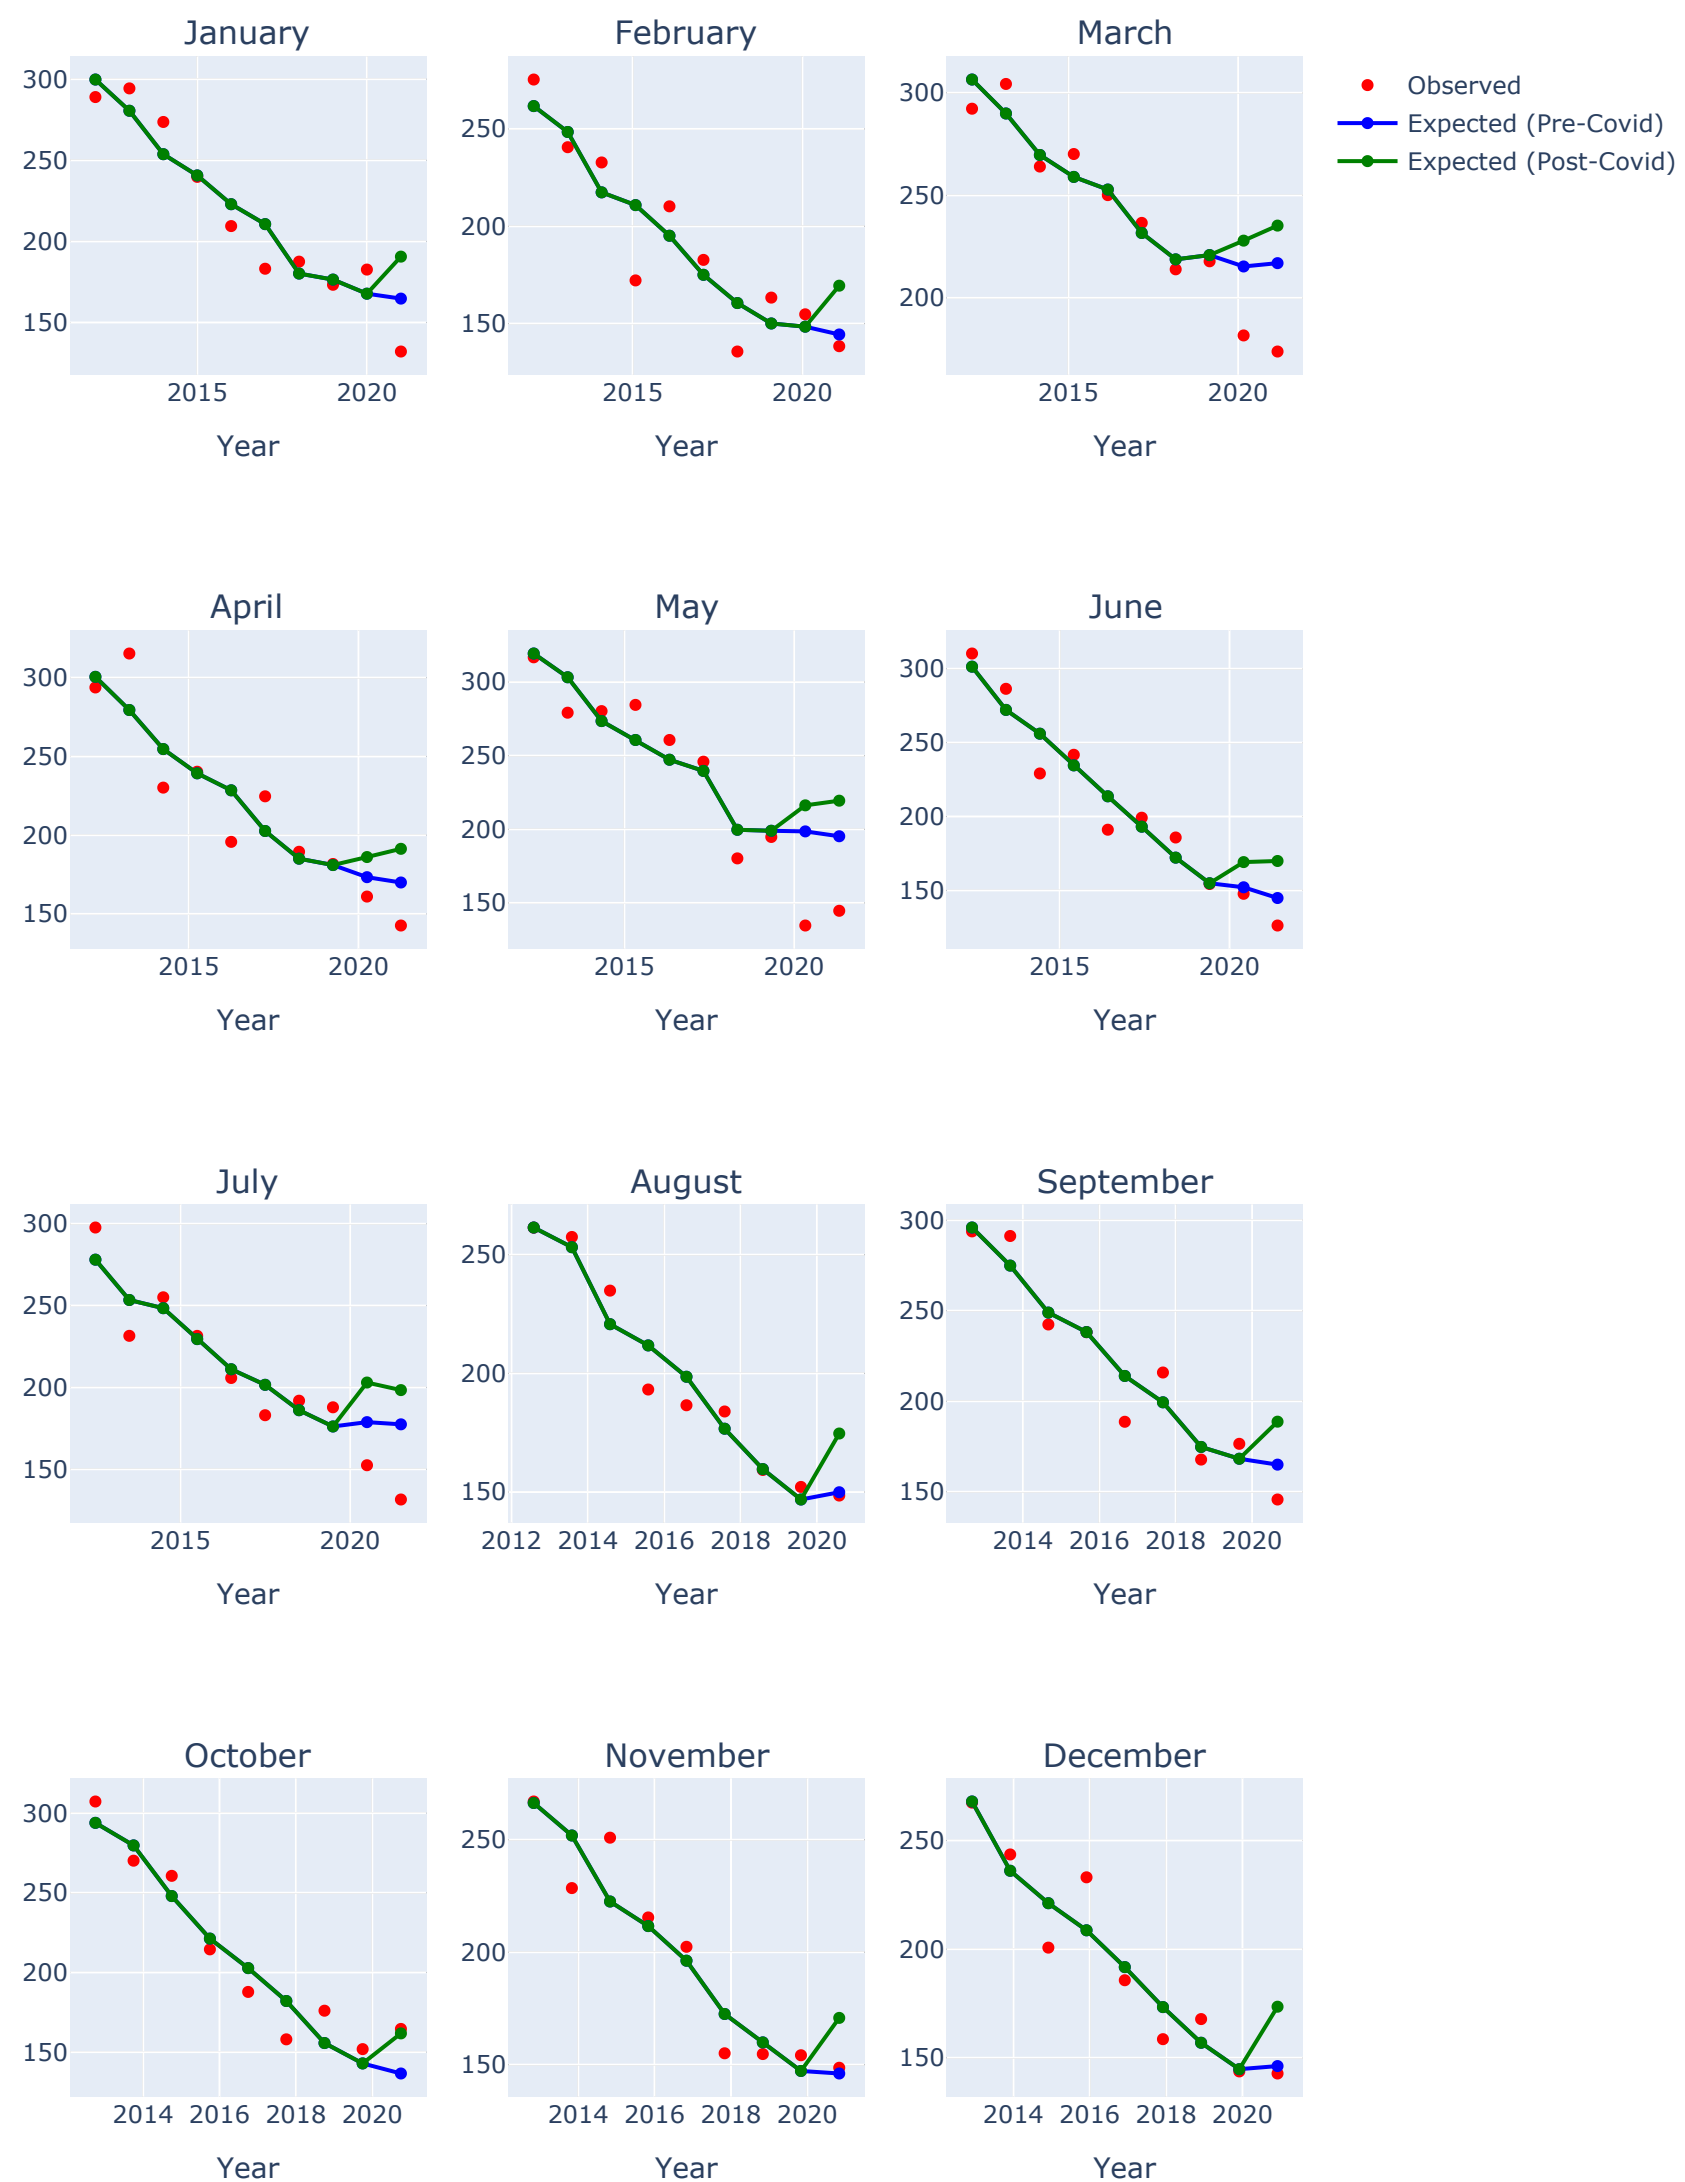 January
February
March
Observed
Expected (Pre-Covid)
Expected (Post-Covid)
300
250
200
150
2015
2020
Year
250
200
150
2015
2020
Year
300
250
200
2015
2020
Year
April
May
June
300
250
200
150
2015
2020
Year
300
250
200
150
2015
2020
Year
300
250
200
150
2015
2020
Year
July
August
September
300
250
200
150
2015
2020
Year
250
200
150
2012
2014
2016
2018
2020
Year
300
250
200
150
2014
2016
2018
2020
Year
October
November
December
300
250
200
150
2014
2016
2018
2020
Year
250
200
150
2014
2016
2018
2020
Year
250
200
150
2014
2016
2018
2020
Year